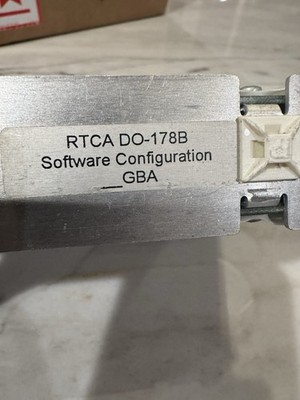 RTCA DO-178B
Software Configuration
__GBA